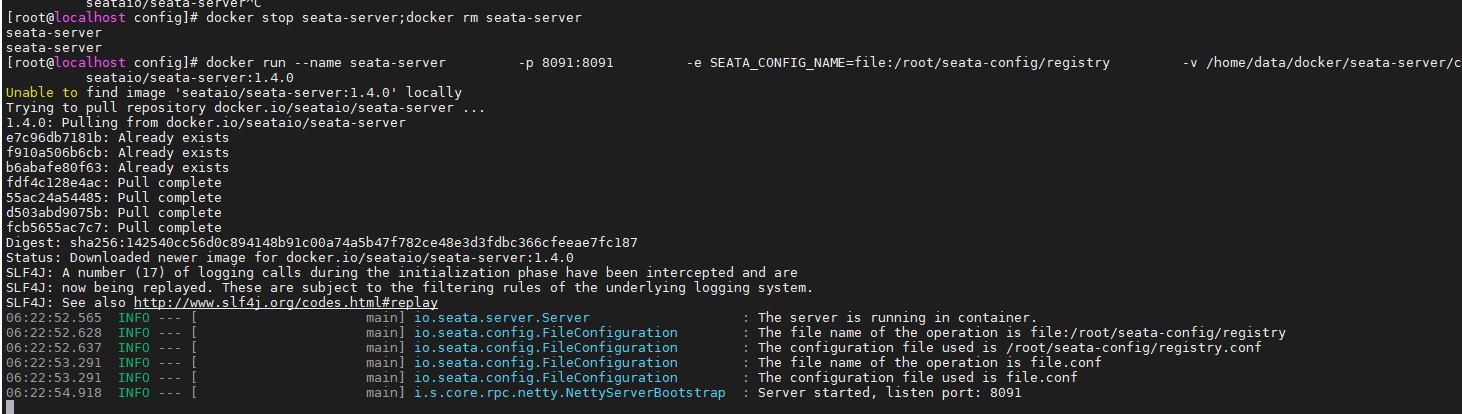 seataio/seata-server^C
[root@localhost config]# docker stop seata-server;docker rm seata-server
seata-server
seata-server
[root@localhost config]# docker run --name seata-server -p 8091:8091 -e SEATA_CONFIG_NAME=file:/root/seata-config/registry -v /home/data/docker/seata-server/c
seataio/seata-server:1.4.0
Unable to find image 'seataio/seata-server:1.4.0' locally
Trying to pull repository docker.io/seataio/seata-server ...
1.4.0: Pulling from docker.io/seataio/seata-server
e7c96db7181b: Already exists
f910a506b6cb: Already exists
b6abafe80f63: Already exists
fdf4c128e4ac: Pull complete
55ac24a54485: Pull complete
d503abd9075b: Pull complete
fcb5655ac7c7: Pull complete
Digest: sha256:142540cc56d0c894148b91c00a74a5b47f782ce48e3d3fdbc366cfeeae7fc187
Status: Downloaded newer image for docker.io/seataio/seata-server:1.4.0
SLF4J: A number (17) of logging calls during the initialization phase have been intercepted and are
SLF4J: now being replayed. These are subject to the filtering rules of the underlying logging system.
SLF4J: See also http://www.slf4j.org/codes.html#replay
06:22:52.565 INFO --- [ main] io.seata.server.Server : The server is running in container.
06:22:52.628 INFO --- [ main] io.seata.config.FileConfiguration : The file name of the operation is file:/root/seata-config/registry
06:22:52.637 INFO --- [ main] io.seata.config.FileConfiguration : The configuration file used is /root/seata-config/registry.conf
06:22:53.291 INFO --- [ main] io.seata.config.FileConfiguration : The file name of the operation is file.conf
06:22:53.291 INFO --- [ main] io.seata.config.FileConfiguration : The configuration file used is file.conf
06:22:54.918 INFO --- [ main] i.s.core.rpc.netty.NettyServerBootstrap : Server started, listen port: 8091